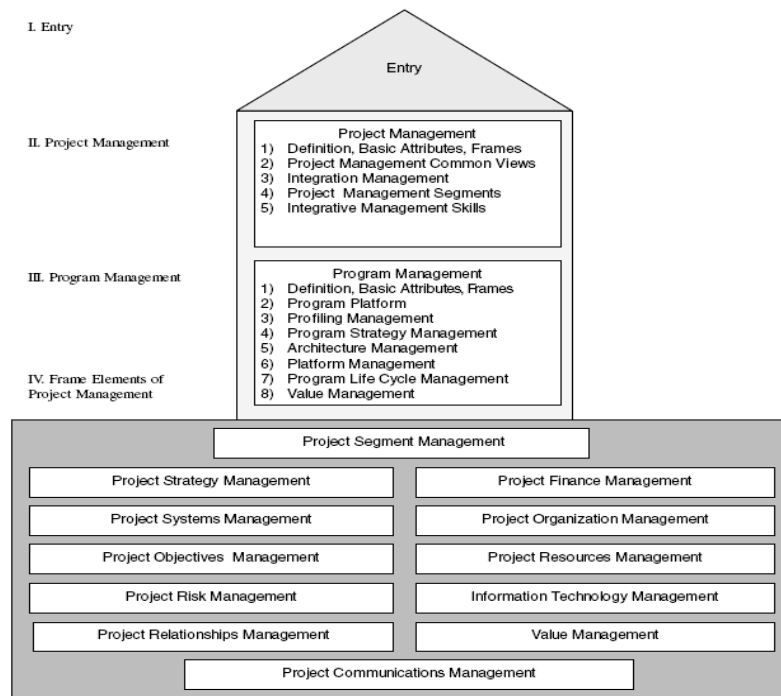 I. Entry
Entry
II. Project Management
Project Management
1) Definition, Basic Attributes, Frames
2) Project Management Common Views
3) Integration Management
4) Project Management Segments
5) Integrative Management Skills
III. Program Management
Program Management
1) Definition, Basic Attributes, Frames
2) Program Platform
3) Profiling Management
4) Program Strategy Management
5) Architecture Management
6) Platform Management
7) Program Life Cycle Management
8) Value Management
IV. Frame Elements of
Project Management
Project Segment Management
Project Strategy Management
Project Finance Management
Project Systems Management
Project Organization Management
Project Objectives Management
Project Resources Management
Project Risk Management
Information Technology Management
Project Relationships Management
Value Management
Project Communications Management